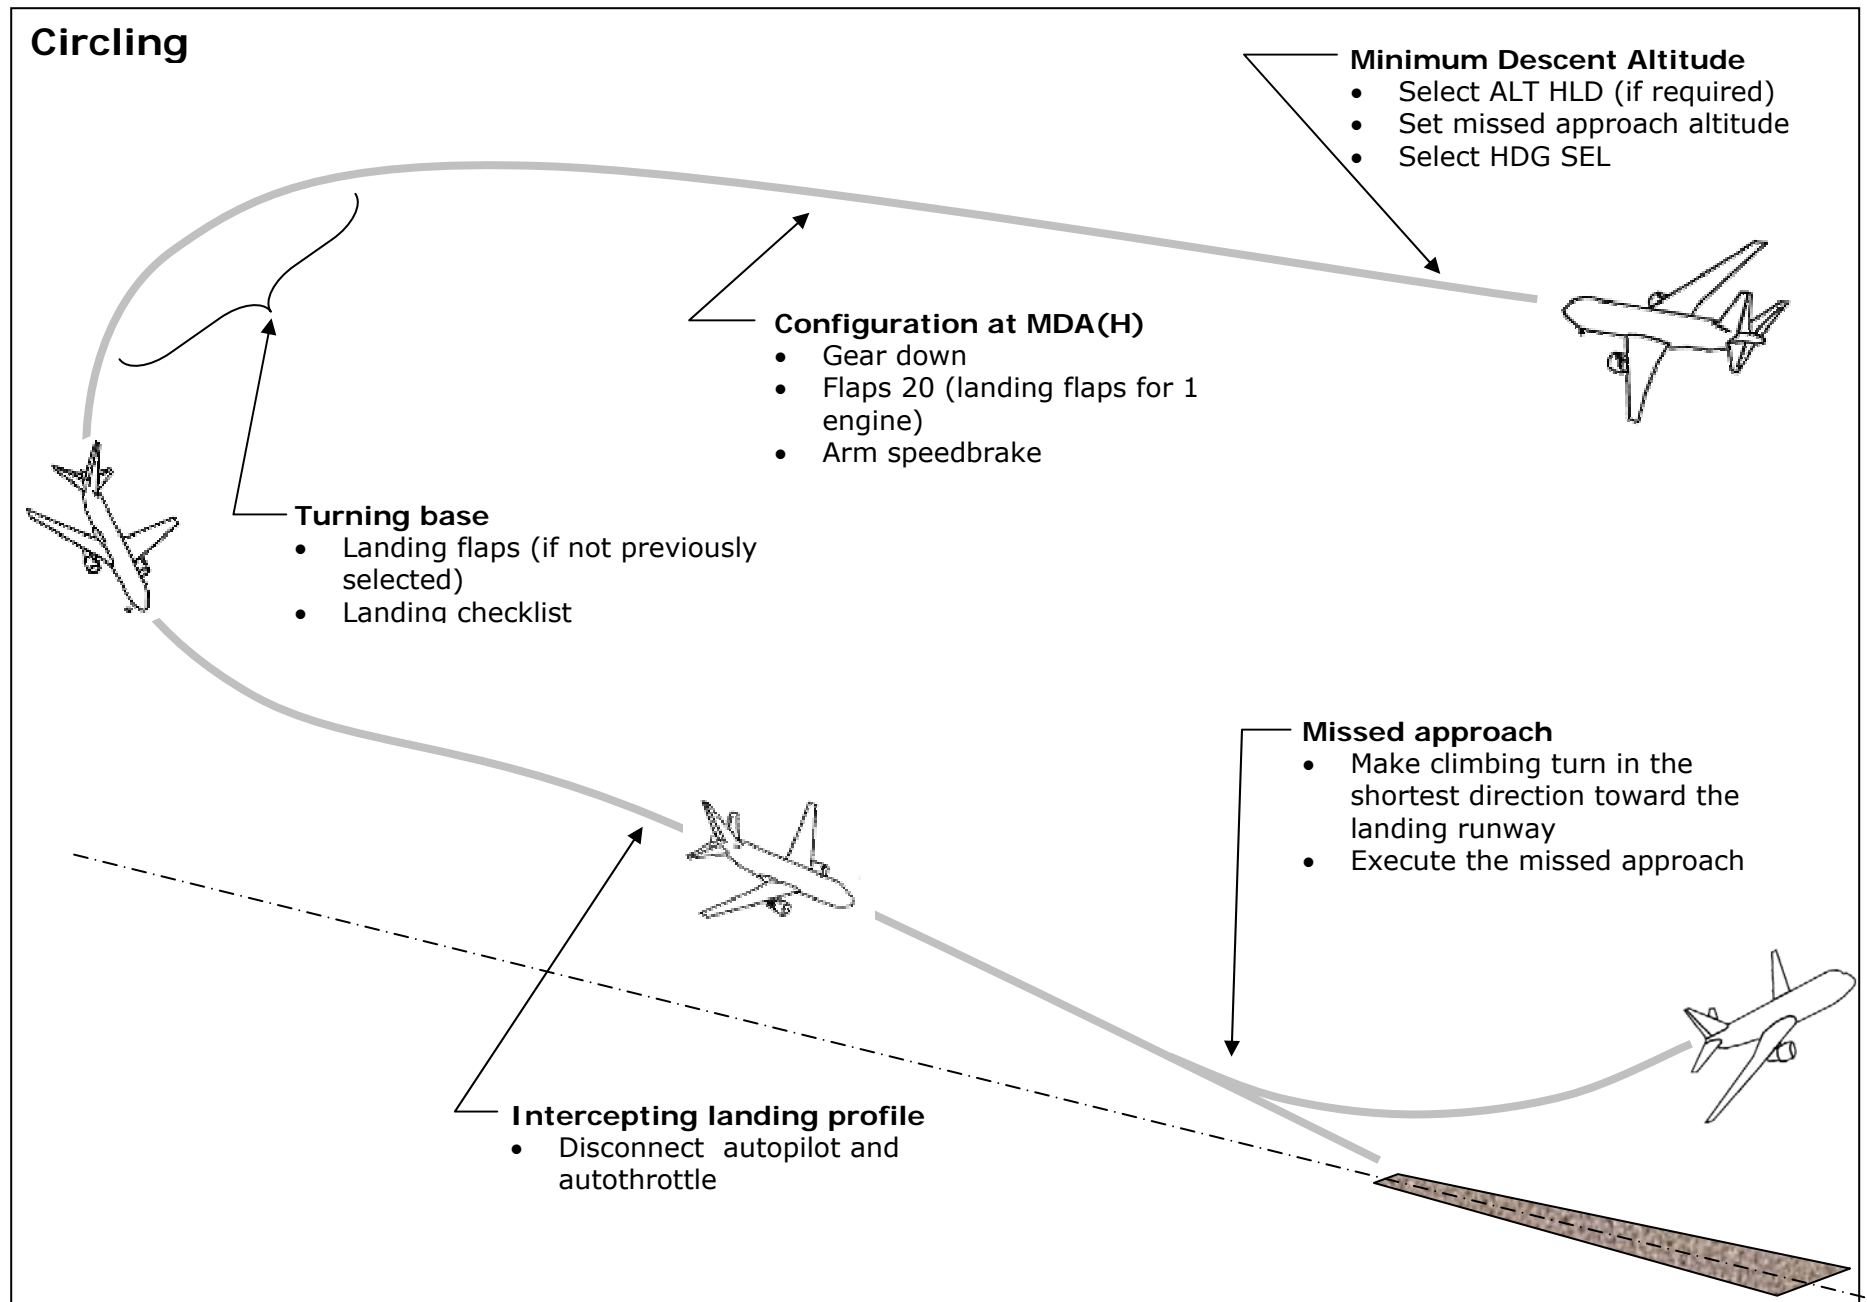 Circling
Minimum Descent Altitude
• Select ALT HLD (if required)
• Set missed approach altitude
• Select HDG SEL
Configuration at MDA(H)
• Gear down
• Flaps 20 (landing flaps for 1
engine)
• Arm speedbrake
Turning base
• Landing flaps (if not previously
selected)
• Landing checklist
Missed approach
• Make climbing turn in the
shortest direction toward the
landing runway
• Execute the missed approach
Intercepting landing profile
• Disconnect autopilot and
autothrottle